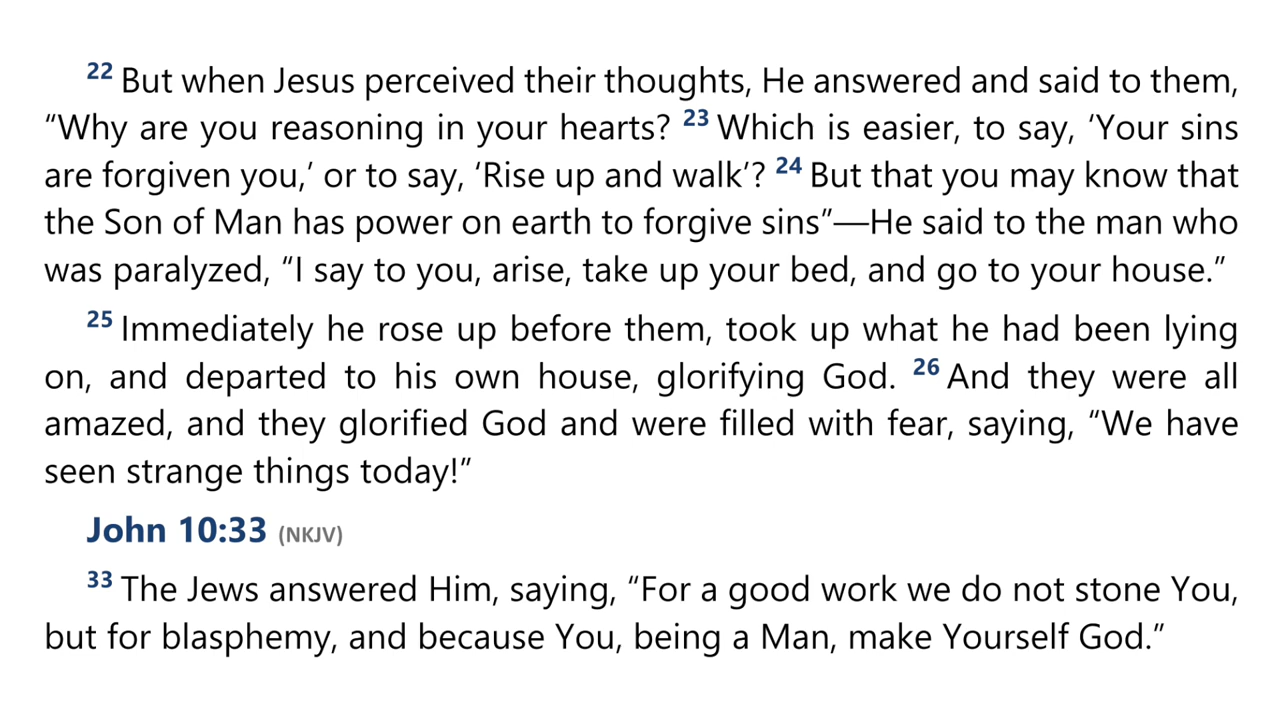 22 But when Jesus perceived their thoughts, He answered and said to them,
“Why are you reasoning in your hearts? 23 Which is easier, to say, ‘Your sins
are forgiven you,’ or to say, ‘Rise up and walk’? 24 But that you may know that
the Son of Man has power on earth to forgive sins”—He said to the man who
was paralyzed, “I say to you, arise, take up your bed, and go to your house.”
25 Immediately he rose up before them, took up what he had been lying
on, and departed to his own house, glorifying God. 26 And they were all
amazed, and they glorified God and were filled with fear, saying, “We have
seen strange things today!”
John 10:33 (NKJV)
33 The Jews answered Him, saying, “For a good work we do not stone You,
but for blasphemy, and because You, being a Man, make Yourself God.”